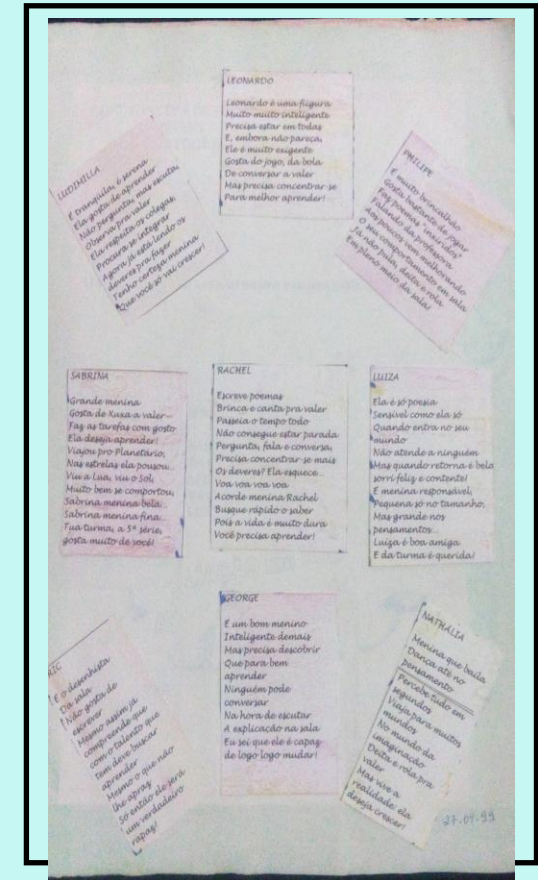 LEONARDO
Leonardo é uma figura
Muito muito inteligente
Precisa estar em todas
E, embora não pareça,
Ele é muito exigente
Gosta do jogo, da bola
De conversar a valer
Mas precisa concentrar-se
Para melhor aprender!
LUDIMILLA
É tranquila, é serena
Ela gosta de aprender
Não pergunta, mas escuta,
Observa pra valer
Ela respeita os colegas,
Procura se integrar
Agora já está lendo os
deveres pra fazer
Tenho certeza menina
Que você só vai crescer!
PHILIPE
É muito brincalhão
Gosta bastante de jogar
Faz poemas
Falando da professora
Aos poucos vem melhorando
O seu comportamento em sala
Já não pula, deita e rola
Em pleno meio da sala!
SABRINA
Grande menina
Gosta de Xuxa a valer
Faz as tarefas com gosto
Ela deseja aprender!
Viajou pro Planetário,
Nas estrelas ela pousou...
Viu a Lua, viu o Sol,
Muito bem se comportou,
Sabrina menina bela...
Sabrina menina fina...
Tua turma, a 5ª série,
gosta muito de você!
RACHEL
Escreve poemas
Brinca e canta pra valer
Passeia o tempo todo
Não consegue estar parada
Pergunta, fala e conversa,
Precisa concentrar-se mais
Os deveres? Ela esquece...
Voa voa voa voa
Acorde menina Rachel
Busque rápido o saber
Pois a vida é muito dura
Você precisa aprender!
LUIZA
Ela é só poesia
Sensível como ela só
Quando entra no seu
mundo
Não atende a ninguém
Mas quando retorna é bela
sorri feliz e contente!
É menina responsável,
Pequena só no tamanho,
Mas grande nos
pensamentos...
Luiza é boa amiga
E da turma é querida!
RIC
É o desenhista
Da sala
Não gosta de
escrever
Mesmo assim já
compreende que
com o talento que
tem deve buscar
aprender
Mesmo o que não
lhe apraz
Só então ele será
um verdadeiro
rapaz!
GEORGE
É um bom menino
Inteligente demais
Mas precisa descobrir
Que para bem
aprender
Ninguém pode
conversar
Na hora de escutar
A explicação na sala
Eu sei que ele é capaz
de logo logo mudar!
NATHALIA
Menina que baila
Dança até no
pensamento
Percebe tudo em
segundos
Viaja para muitos
mundos
No mundo da
imaginação
Deita e rola pra
valer
Mas vive a
realidade: ela
deseja crescer!
27-04-99